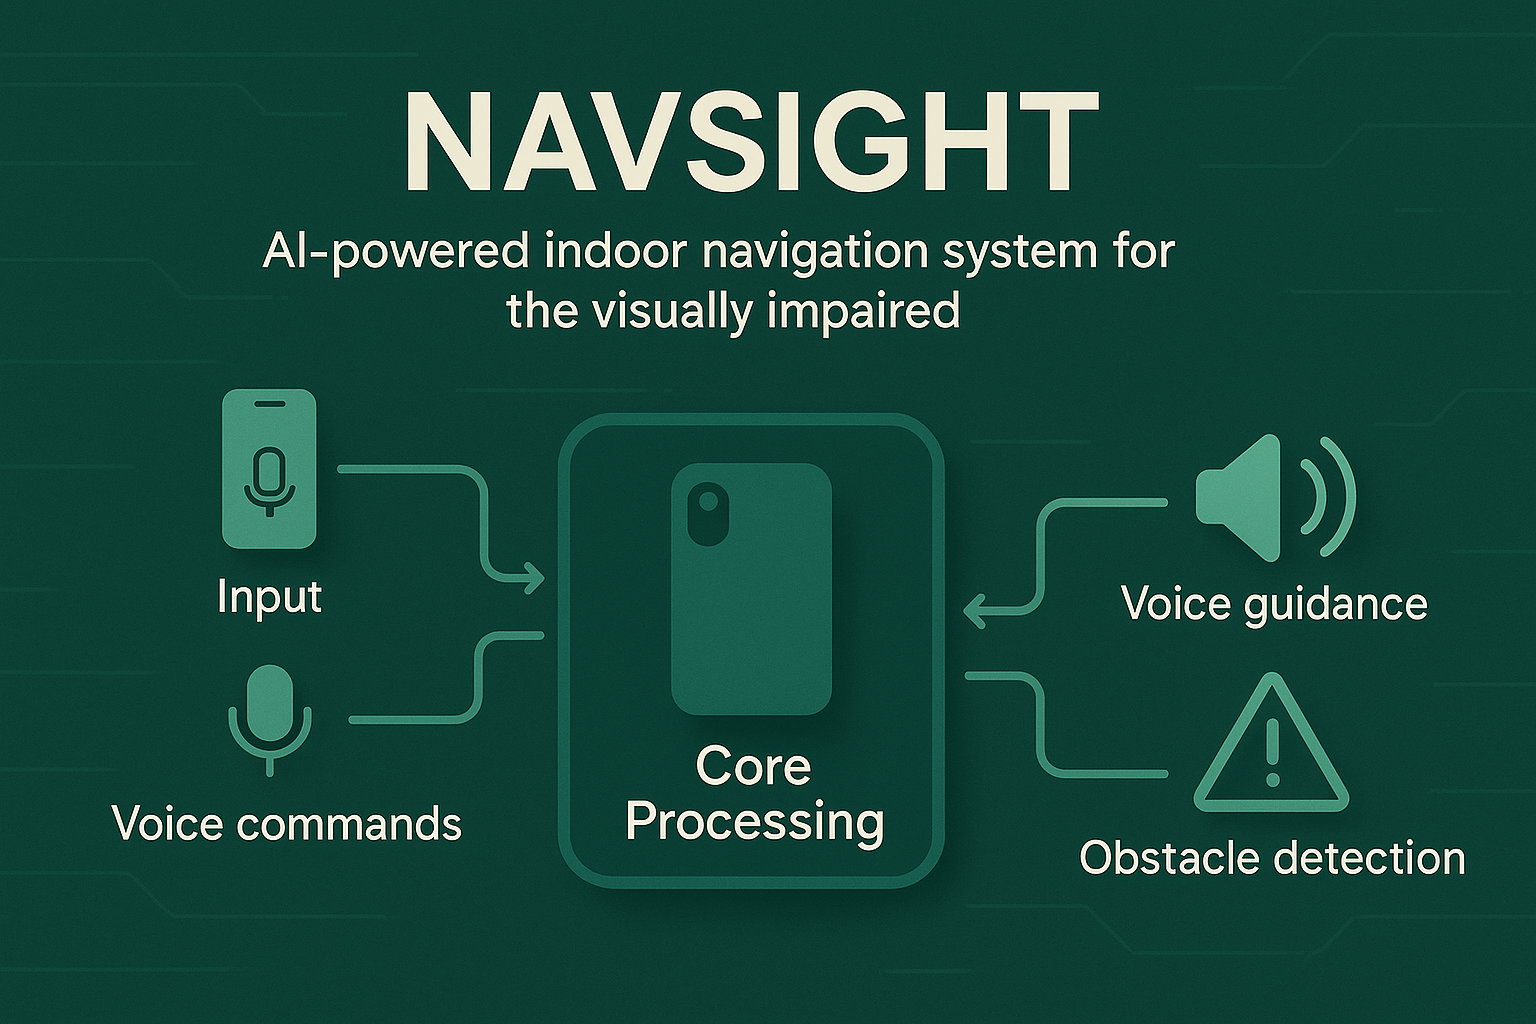 NAVSIGHT
AI-powered indoor navigation system for
the visually impaired
Input
Voice commands
Core
Processing
Voice guidance
Obstacle detection